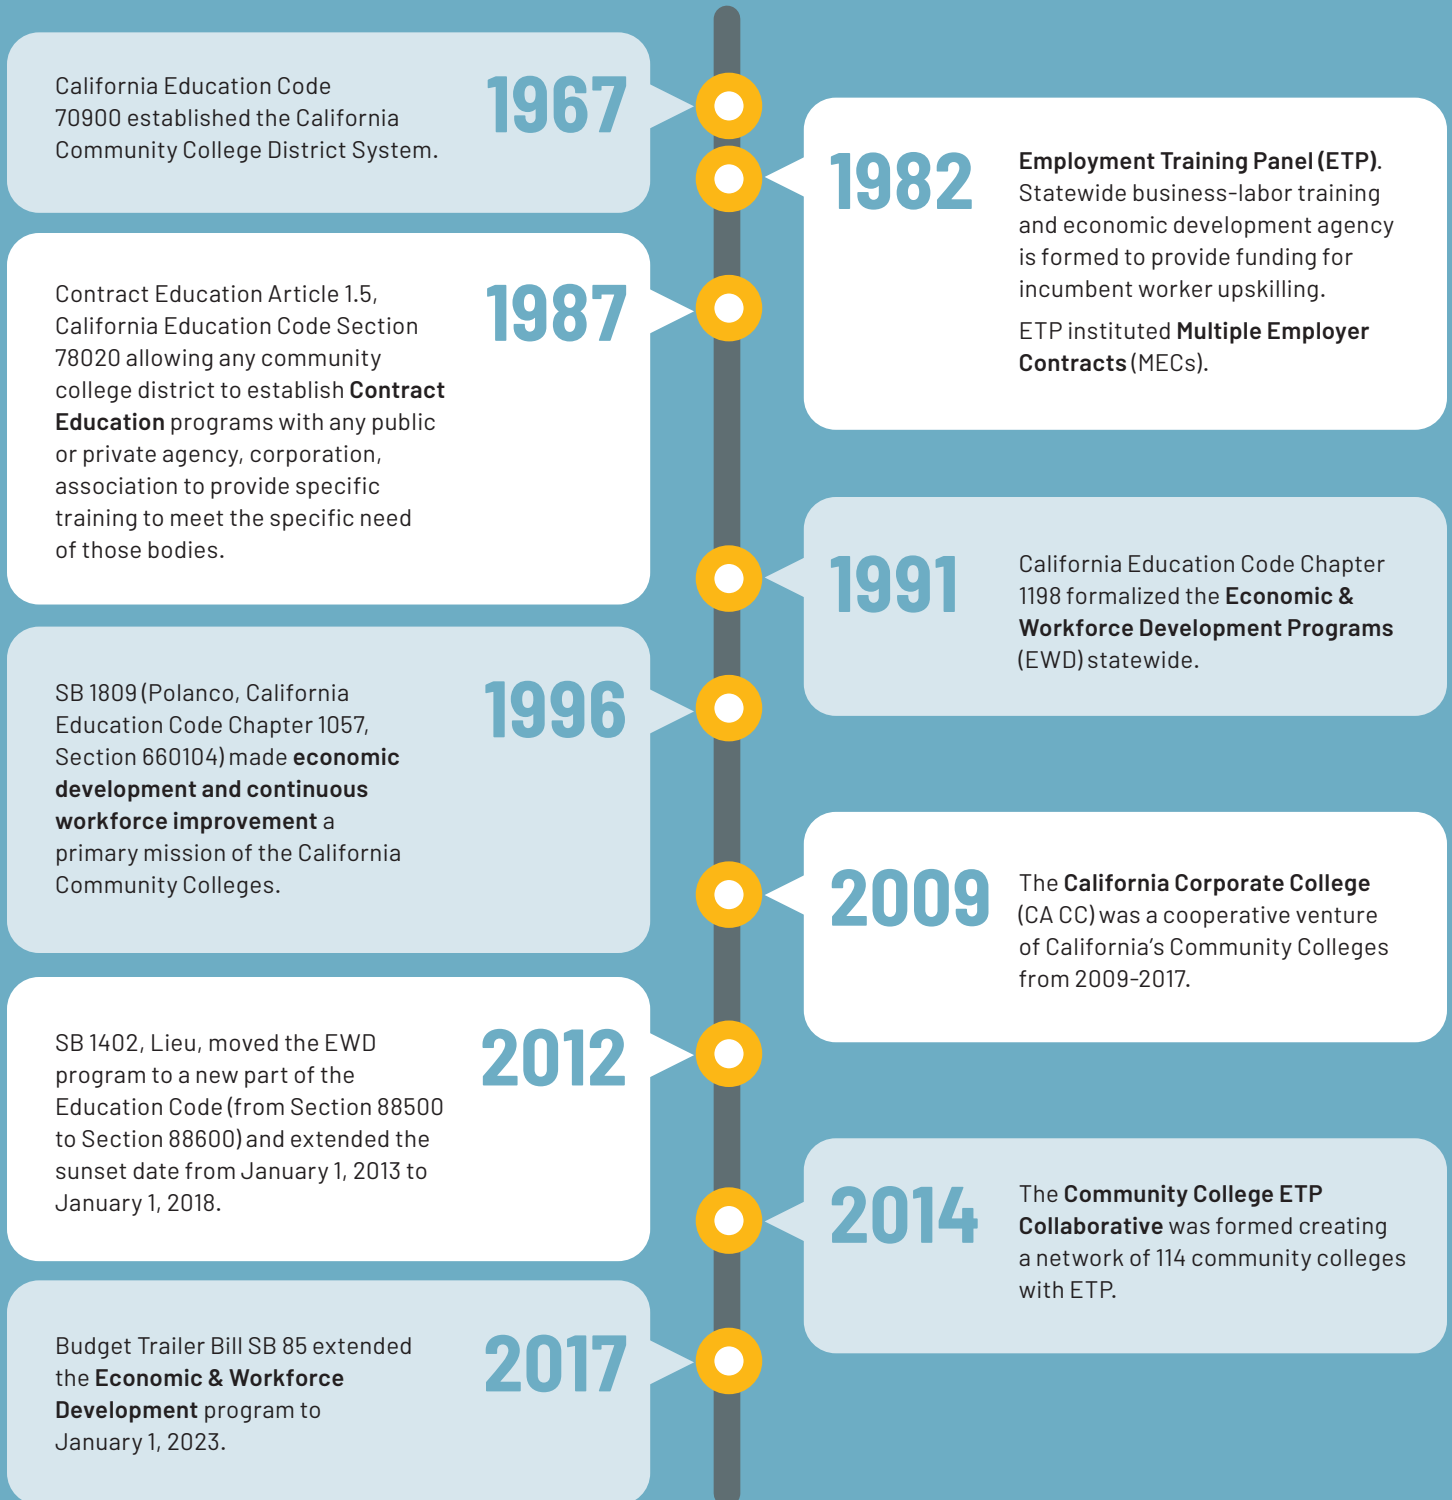 1967
California Education Code
70900 established the California
Community College District System.
1982
Employment Training Panel (ETP).
Statewide business-labor training
and economic development agency
is formed to provide funding for
incumbent worker upskilling.
ETP instituted Multiple Employer
Contracts (MECs).
1987
Contract Education Article 1.5,
California Education Code Section
78020 allowing any community
college district to establish Contract
Education programs with any public
or private agency, corporation,
association to provide specific
training to meet the specific need
of those bodies.
1991
California Education Code Chapter
1198 formalized the Economic &
Workforce Development Programs
(EWD) statewide.
1996
SB 1809 (Polanco, California
Education Code Chapter 1057,
Section 660104) made economic
development and continuous
workforce improvement a
primary mission of the California
Community Colleges.
2009
The California Corporate College
(CA CC) was a cooperative venture
of California’s Community Colleges
from 2009-2017.
2012
SB 1402, Lieu, moved the EWD
program to a new part of the
Education Code (from Section 88500
to Section 88600) and extended the
sunset date from January 1, 2013 to
January 1, 2018.
2014
The Community College ETP
Collaborative was formed creating
a network of 114 community colleges
with ETP.
2017
Budget Trailer Bill SB 85 extended
the Economic & Workforce
Development program to
January 1, 2023.